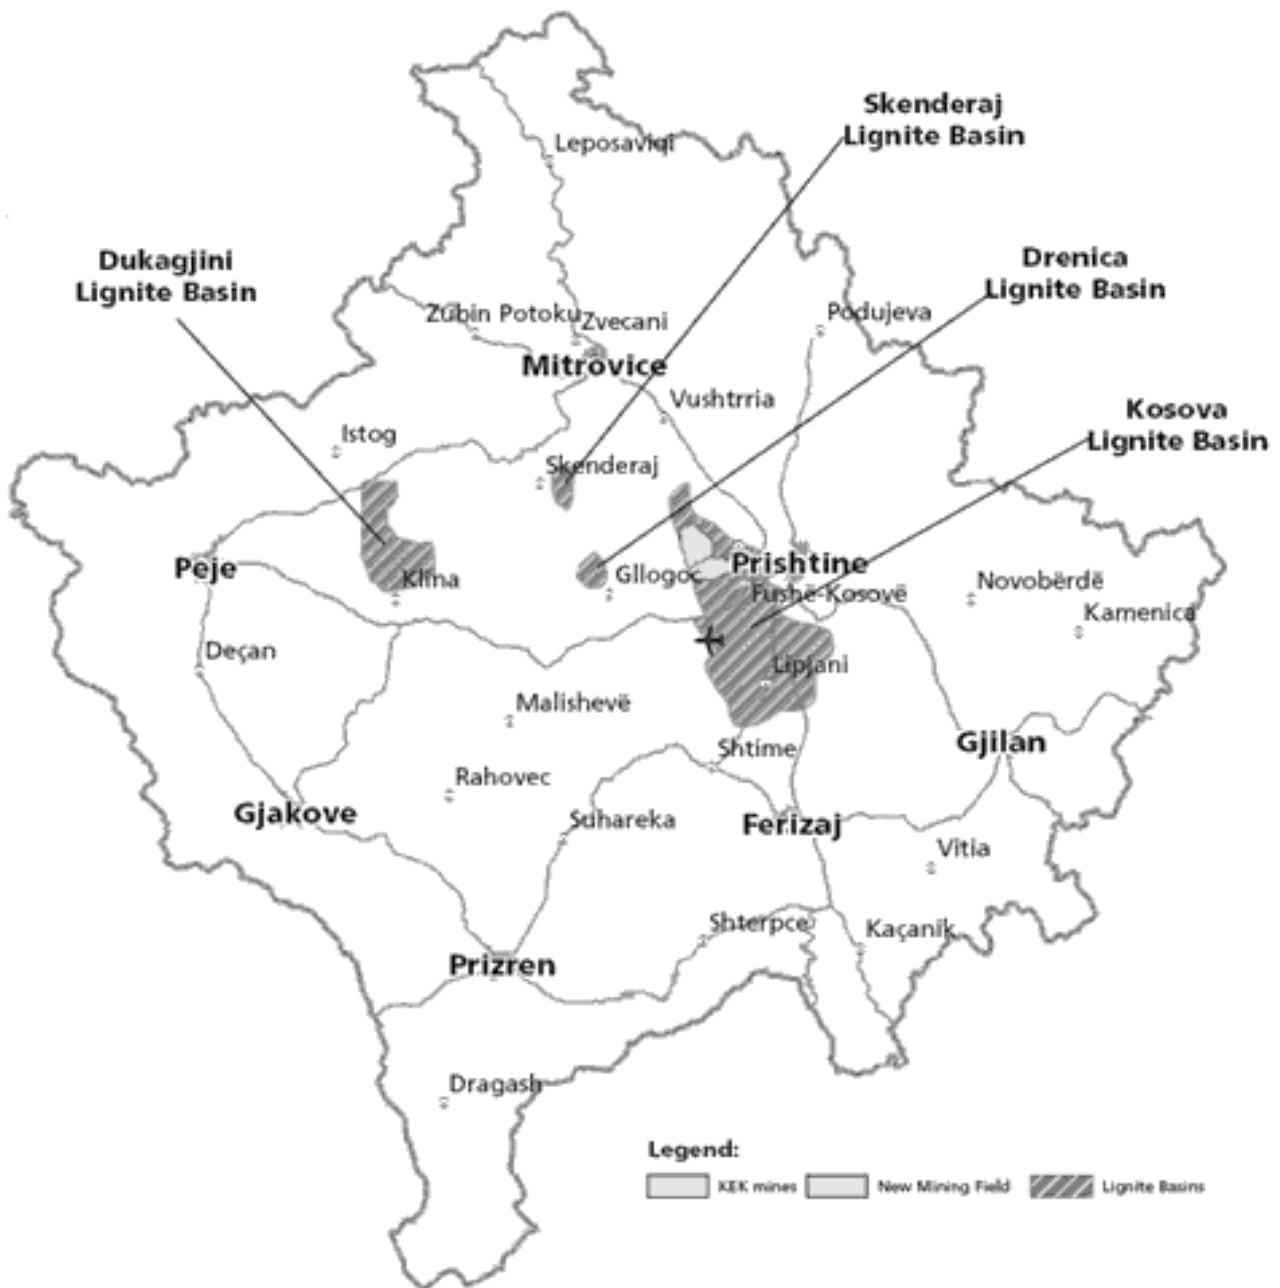 Skenderaj
Lignite Basin
Leposaviqi
Dukagjini
Lignite Basin
Drenica
Lignite Basin
Zubin Potoku
Zvecani
Podujeva
Mitrovice
Vushtrria
Kosova
Lignite Basin
Istog
Skenderaj
Peje
Klina
Gllogoc
Prishtine
Fushë-Kosovë
Novobërdë
Kamenica
Deçan
Lipjani
Malishevë
Shtime
Gjilan
Rahovec
Gjakove
Suhareka
Ferizaj
Vitia
Shterpce
Kaçanik
Prizren
Dragash
Legend:
KEK mines
New Mining Field
Lignite Basins